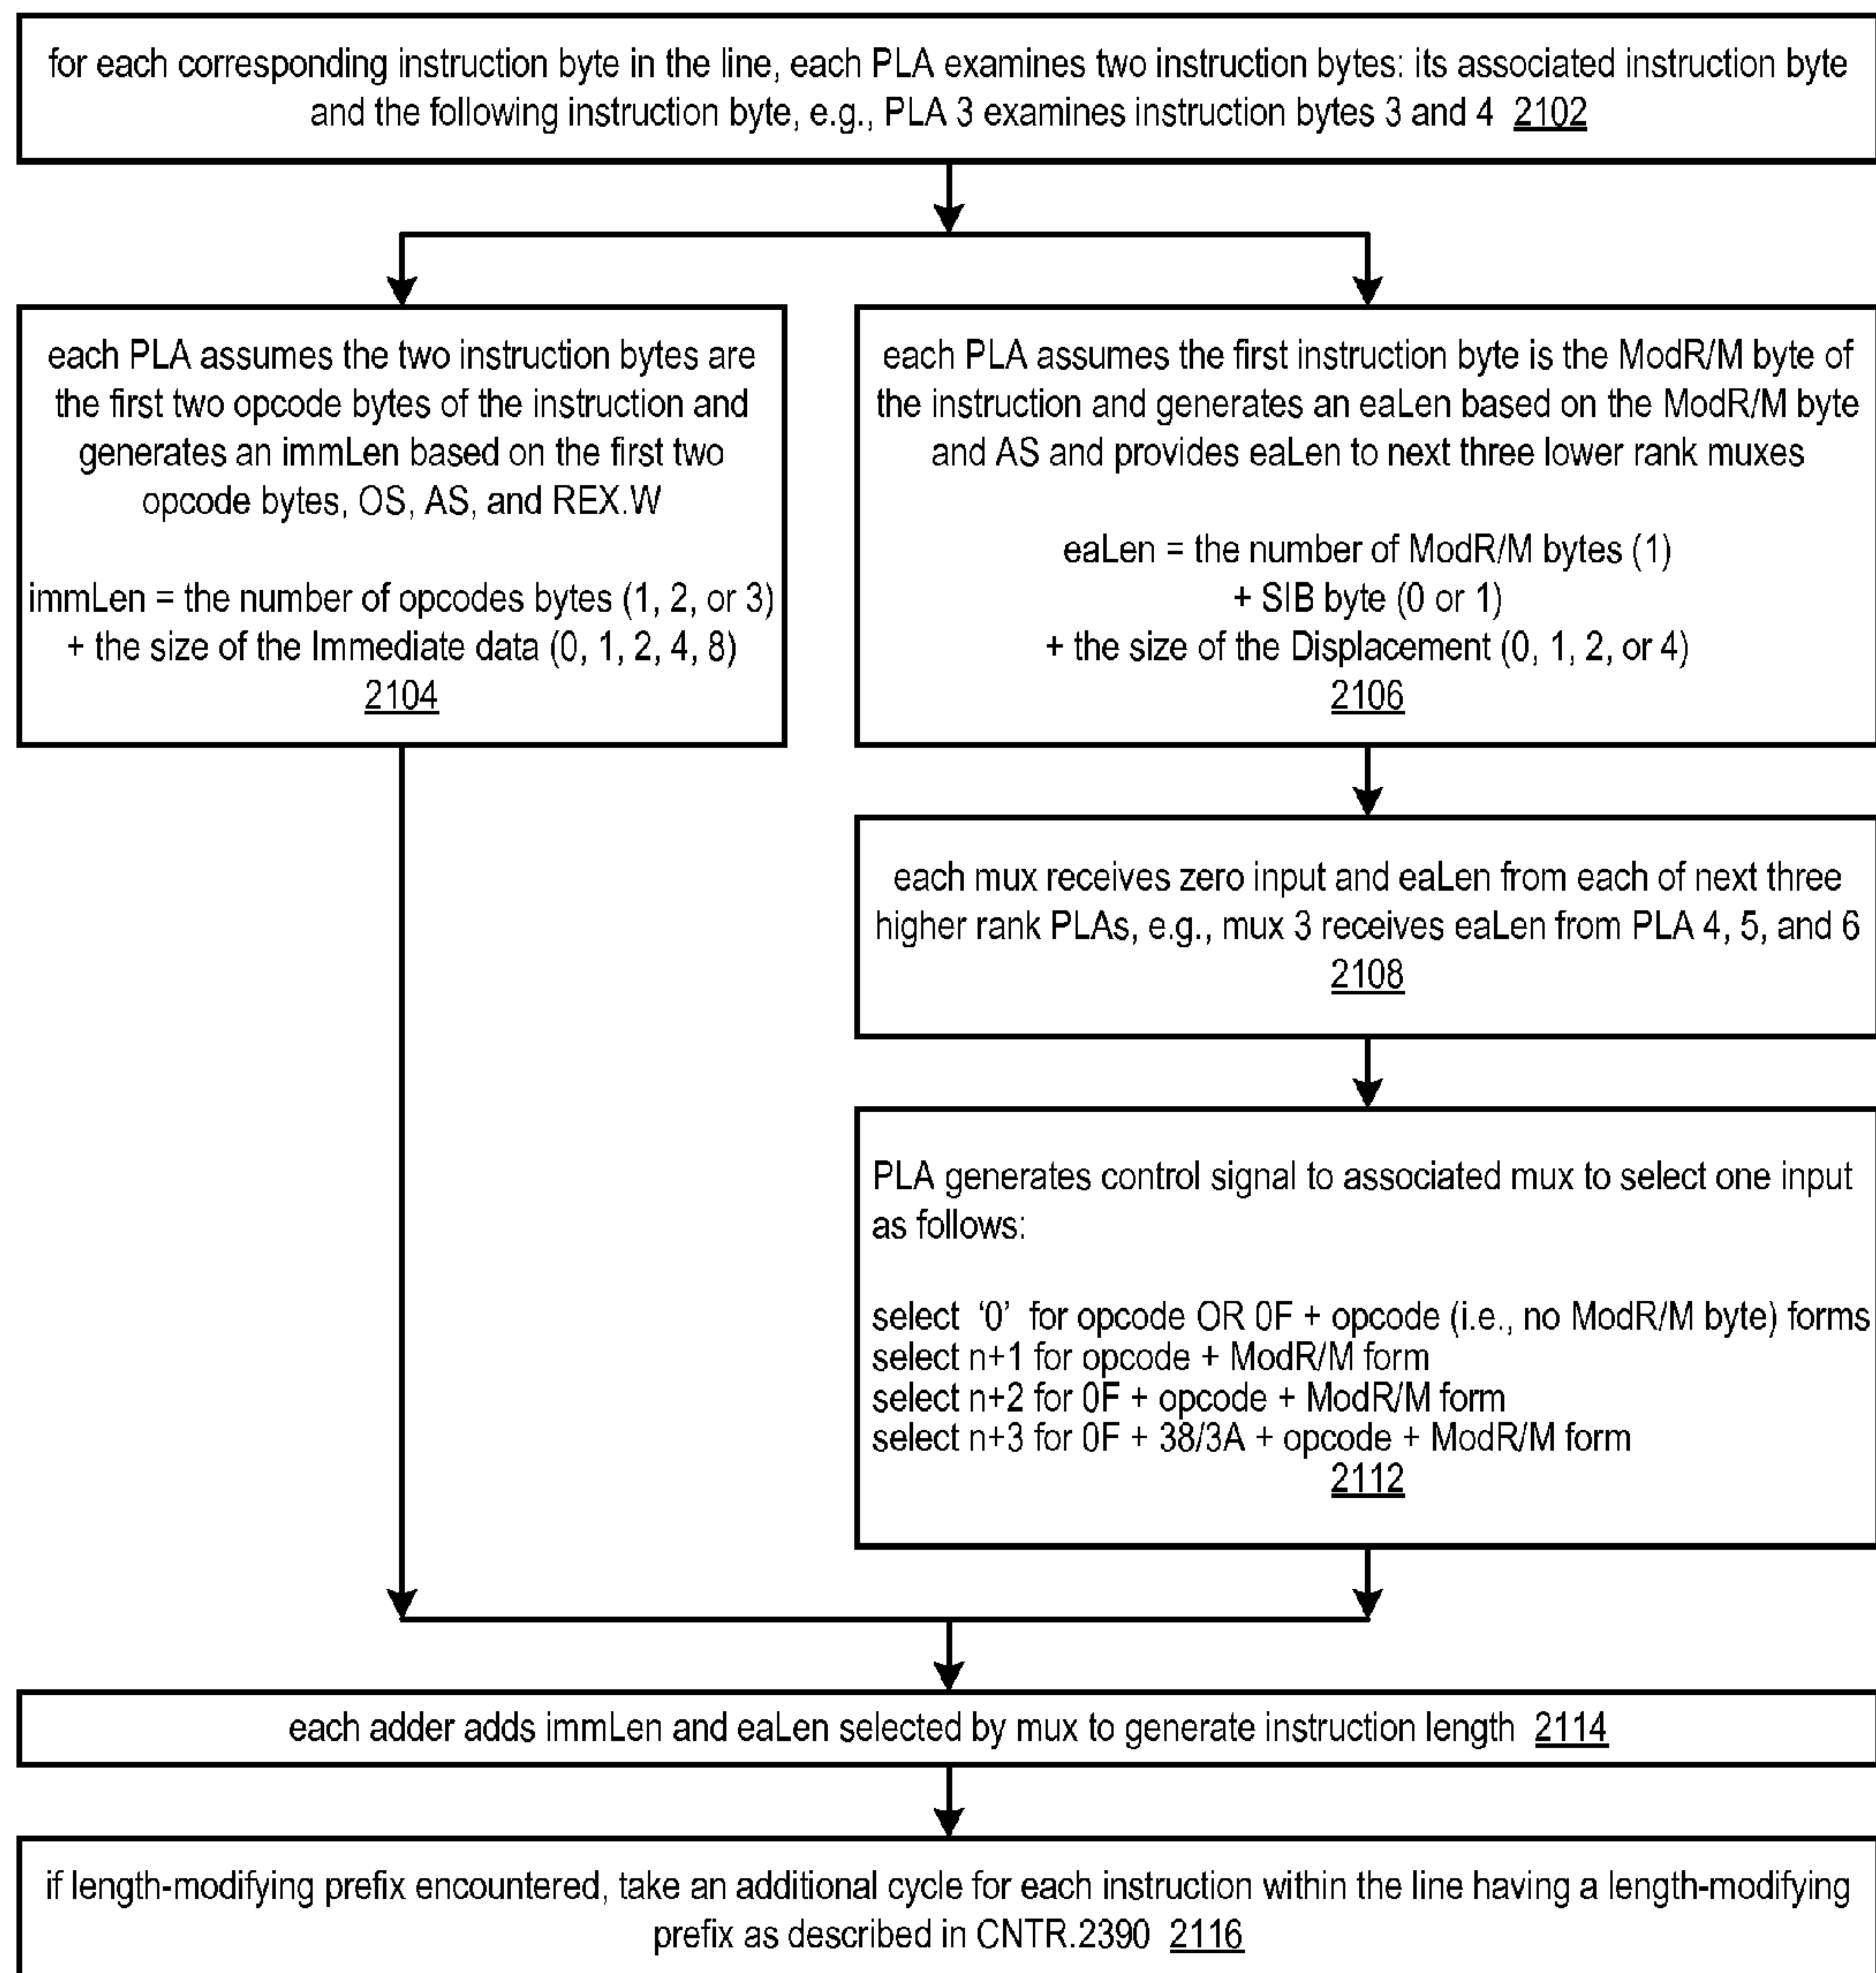 for each corresponding instruction byte in the line, each PLA examines two instruction bytes: its associated instruction byte
and the following instruction byte, e.g., PLA 3 examines instruction bytes 3 and 4 2102
each PLA assumes the two instruction bytes are
the first two opcode bytes of the instruction and
generates an immLen based on the first two
opcode bytes, OS, AS, and REX.W
immLen = the number of opcodes bytes (1, 2, or 3)
+ the size of the Immediate data (0, 1, 2, 4, 8)
2104
each PLA assumes the first instruction byte is the ModR/M byte of
the instruction and generates an eaLen based on the ModR/M byte
and AS and provides eaLen to next three lower rank muxes
eaLen = the number of ModR/M bytes (1)
+ SIB byte (0 or 1)
+ the size of the Displacement (0, 1, 2, or 4)
2106
each mux receives zero input and eaLen from each of next three
higher rank PLAs, e.g., mux 3 receives eaLen from PLA 4, 5, and 6
2108
PLA generates control signal to associated mux to select one input
as follows:
select ‘0’ for opcode OR 0F + opcode (i.e., no ModR/M byte) forms
select n+1 for opcode + ModR/M form
select n+2 for 0F + opcode + ModR/M form
select n+3 for 0F + 38/3A + opcode + ModR/M form
2112
each adder adds immLen and eaLen selected by mux to generate instruction length 2114
if length-modifying prefix encountered, take an additional cycle for each instruction within the line having a length-modifying
prefix as described in CNTR.2390 2116